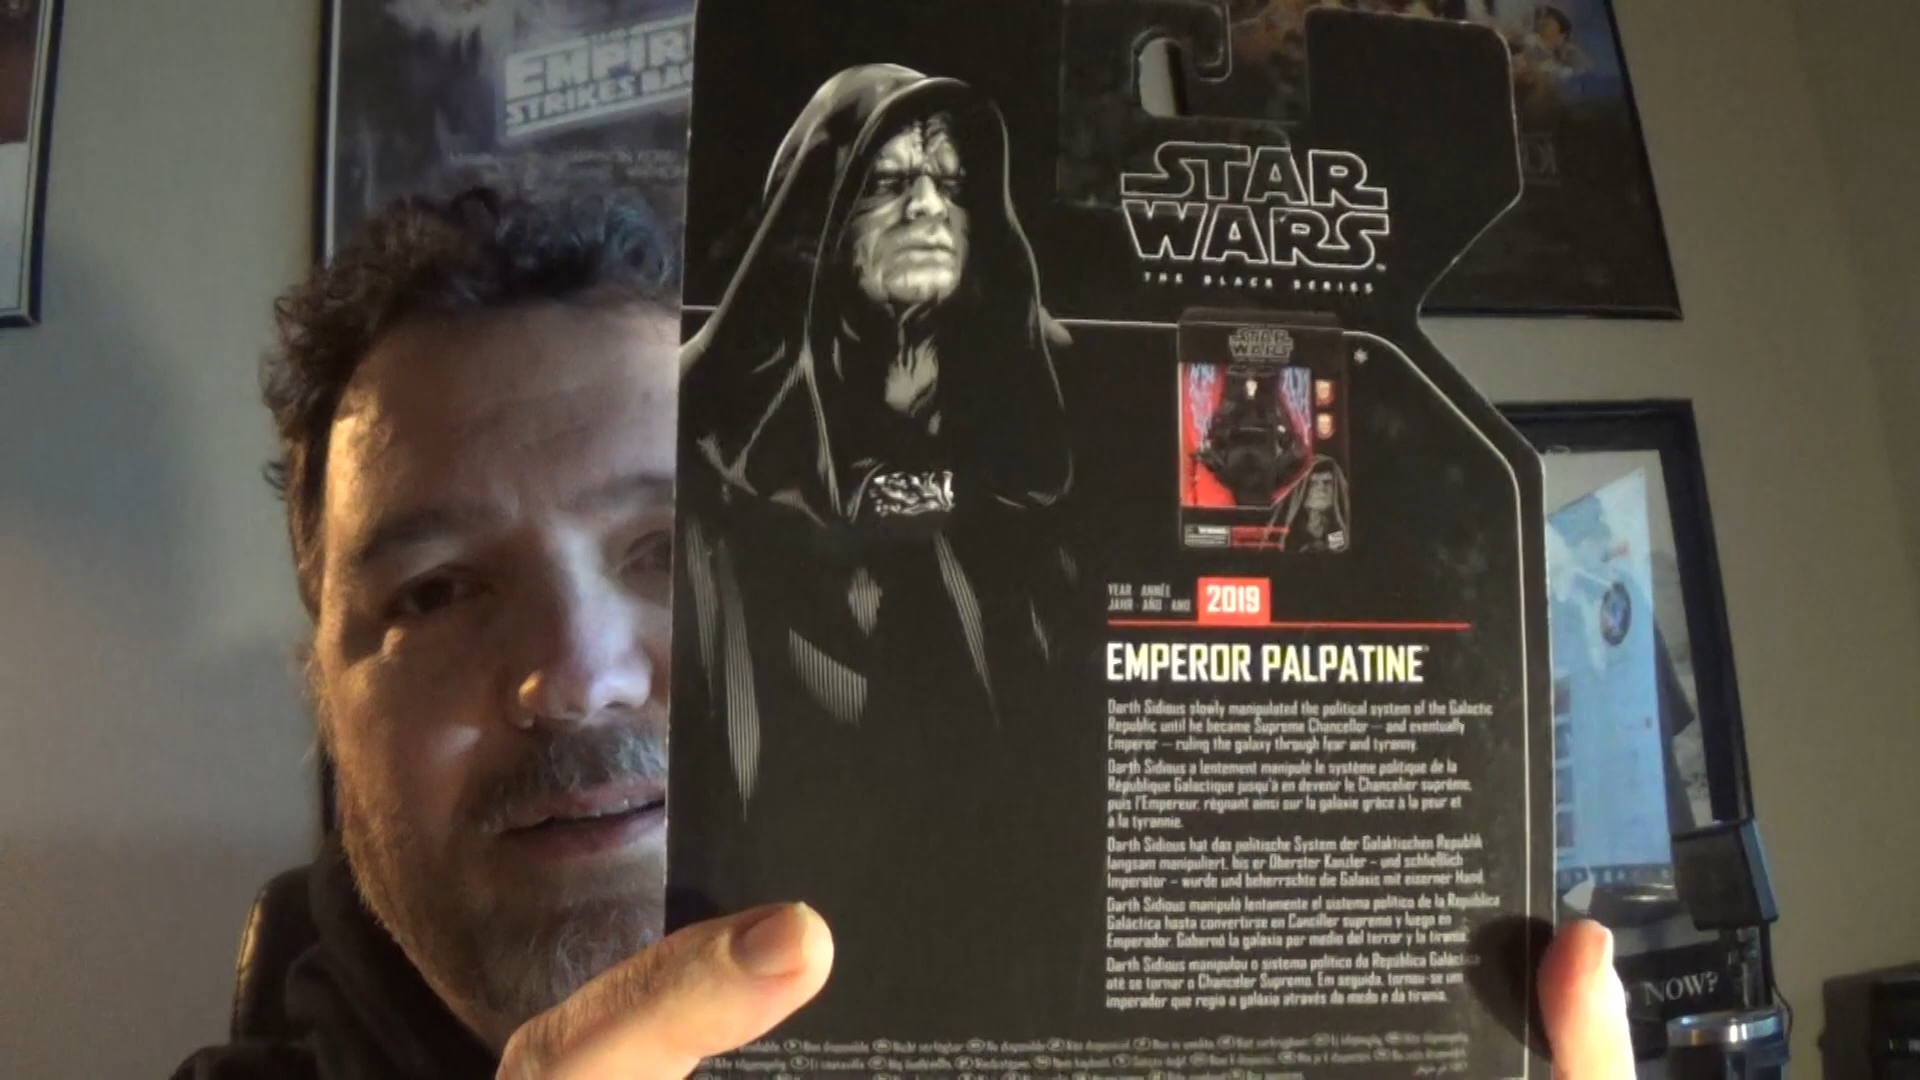 EMPIR
STRIKES BAC
STAR
WARS
THE BLACK SERIES
STAR
WARS
*
YEAR · ANNÉE
JAHR · AÑO · ANO
2019
EMPEROR PALPATINE
Darth Sidious slowly manipulated the political system of the Galactic
Republic until he became Supreme Chancellor – and eventually
Emperor – ruling the galaxy through fear and tyranny.
Darth Sidious a lentement manipulé le système politique de la
République Galactique jusqu'à en devenir le Chancelier suprême,
puis l'Empereur, régnant ainsi sur la galaxie grâce à la peur et
à la tyrannie.
Darth Sidious hat das politische System der Galaktischen Republik
langsam manipuliert, bis er Oberster Kanzler – und schließlich
Imperator – wurde und beherrschte die Galaxis mit eiserner Hand.
Darth Sidious manipuló lentamente el sistema político de la República
Galáctica hasta convertirse en Canciller supremo y luego en
Emperador. Gobernó la galaxia por medio del terror y la tiranía.
Darth Sidious manipulou o sistema político da República Galáctica
até se tornar o Chanceler Supremo. Em seguida, tornou-se um
imperador que regia a galáxia através do medo e da tirania.
NOW?